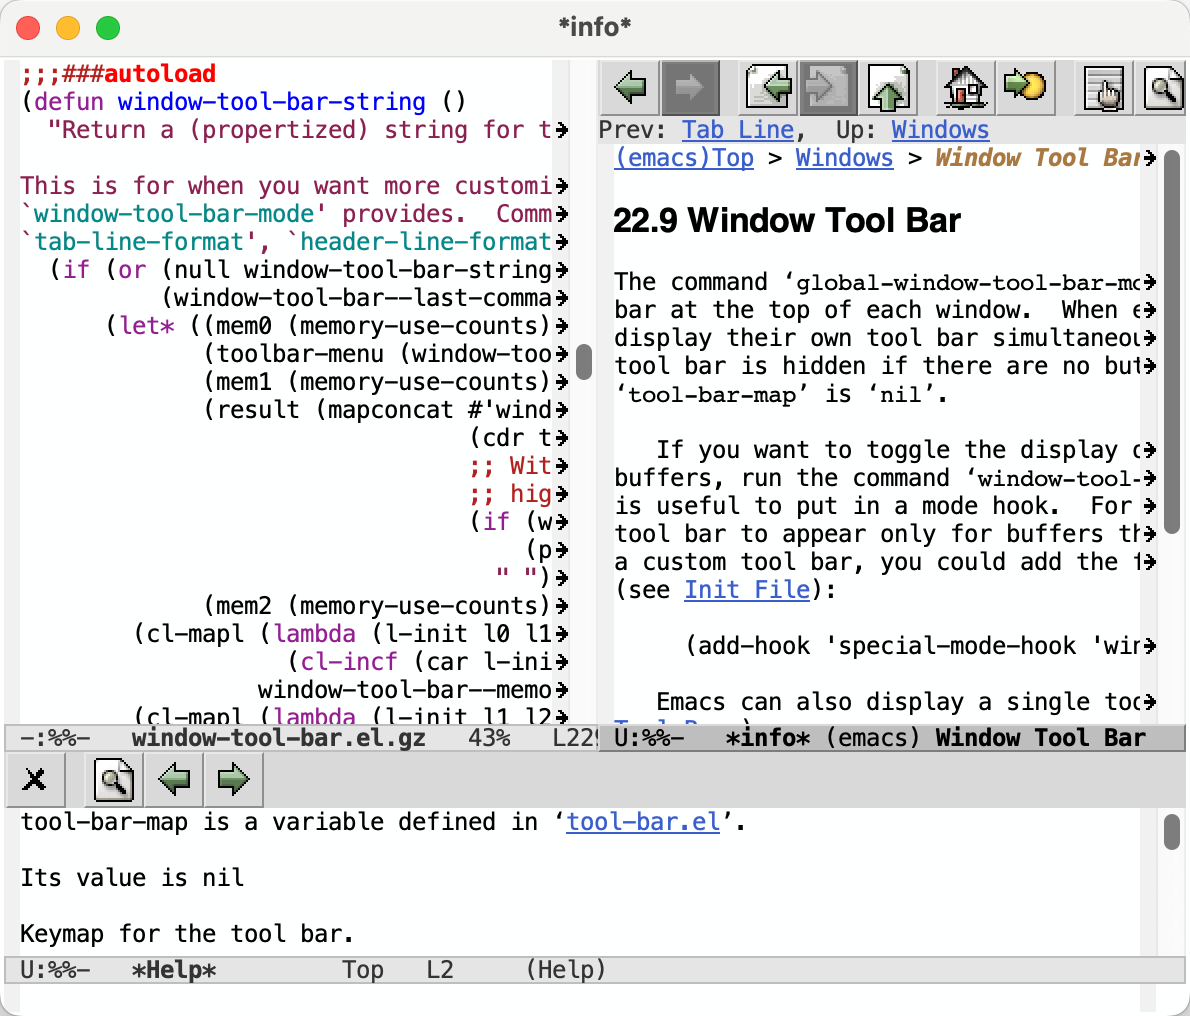 *info*
;;;###autoload
(defun window-tool-bar-string ()
  "Return a (propertized) string for t

This is for when you want more customi
`window-tool-bar-mode' provides.  Comm
`tab-line-format', `header-line-format
  (if (or (null window-tool-bar-string
          (window-tool-bar--last-comma
      (let* ((mem0 (memory-use-counts)
             (toolbar-menu (window-too
             (mem1 (memory-use-counts)
             (result (mapconcat #'wind
                                (cdr t
                                ;; Wit
                                ;; hig
                                (if (w
                                    (p
                                  " ")
             (mem2 (memory-use-counts)
        (cl-mapl (lambda (l-init l0 l1
                   (cl-incf (car l-ini
                 window-tool-bar--memo
        (cl-mapl (lambda (l-init l1 l2
-:%%-   window-tool-bar.el.gz   43%   L229
Prev: Tab Line,  Up: Windows
(emacs)Top > Windows > Window Tool Bar
22.9 Window Tool Bar
The command ‘global-window-tool-bar-mo
bar at the top of each window.  When e
display their own tool bar simultaneou
tool bar is hidden if there are no but
‘tool-bar-map’ is ‘nil’.

   If you want to toggle the display o
buffers, run the command ‘window-tool-
is useful to put in a mode hook.  For
tool bar to appear only for buffers th
a custom tool bar, you could add the f
(see Init File):

     (add-hook 'special-mode-hook 'win

   Emacs can also display a single too
Tool Bars)
U:%%-   *info* (emacs) Window Tool Bar
tool-bar-map is a variable defined in ‘tool-bar.el’.

Its value is nil

Keymap for the tool bar.
U:%%-   *Help*         Top   L2     (Help)